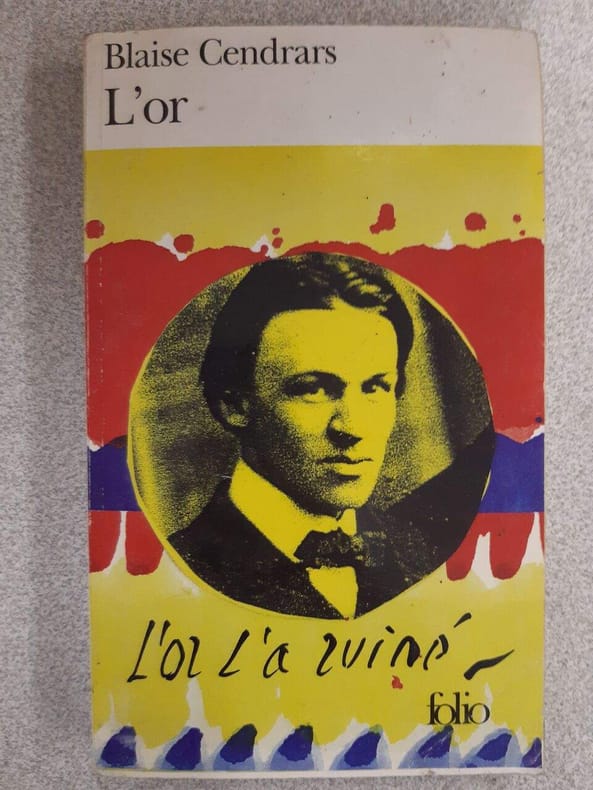 Blaise Cendrars
L'or
L'or l'a ruiné
folio